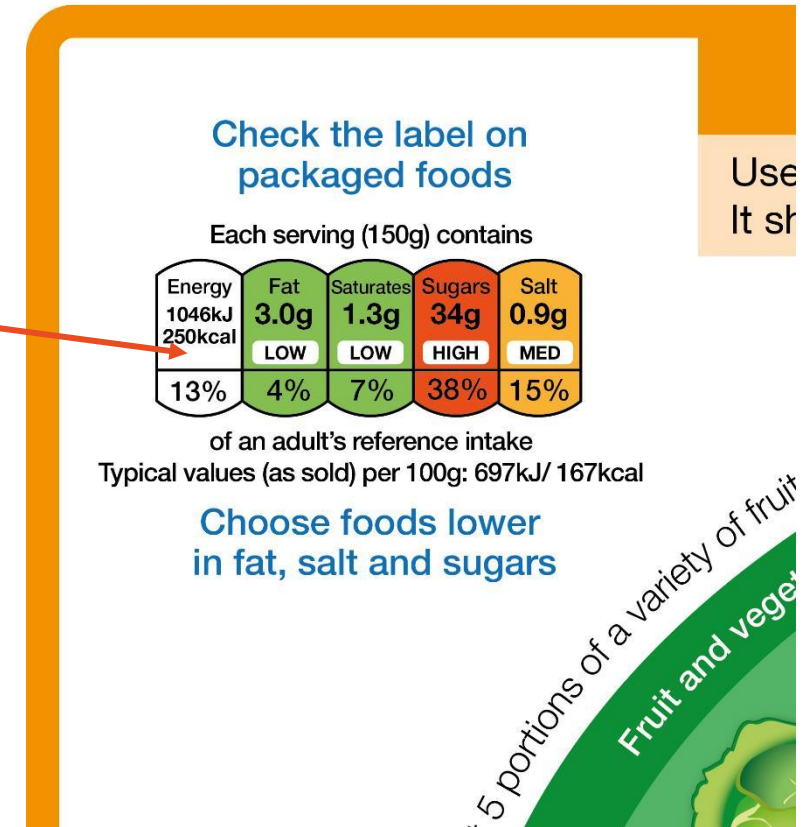 Check the label on
packaged foods
Use
It sh
Each serving (150g) contains
Energy Fat Saturates Sugars Salt
1046kJ 3.0g 1.3g 34g 0.9g
250kcal
LOW LOW HIGH MED
13% 4% 7% 38% 15%
of an adult's reference intake
Typical values (as sold) per 100g: 697kJ/ 167kcal
Choose foods lower
in fat, salt and sugars
5 portions of a variety of fruit
Fruit and veget